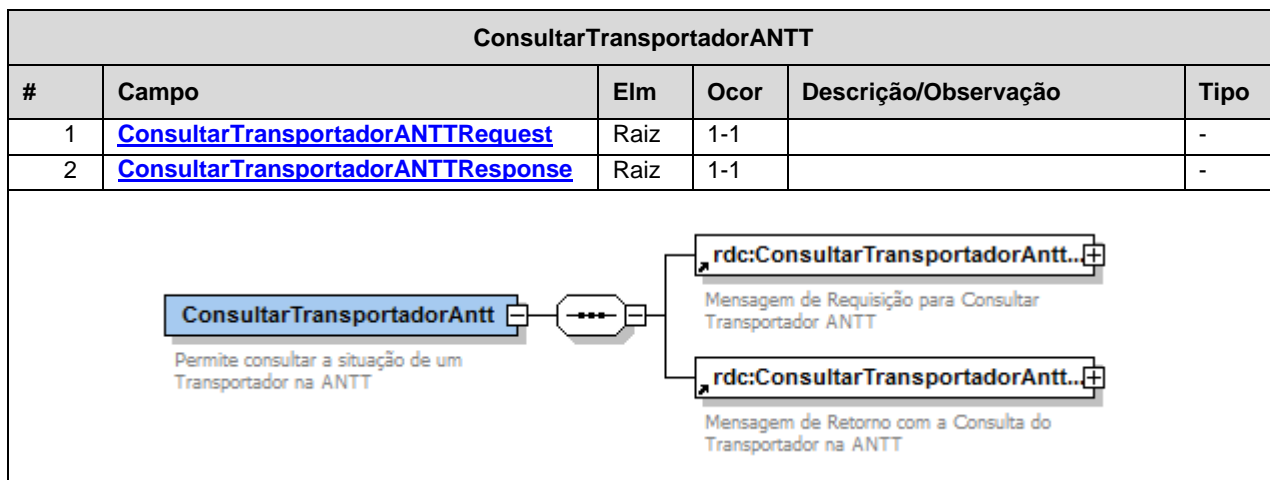 ConsultarTransportadorANTT
# Campo Elm Ocor Descrição/Observação Tipo
1 ConsultarTransportadorANTTRequest Raiz 1-1 -
2 ConsultarTransportadorANTTResponse Raiz 1-1 -
rdc:ConsultarTransportadorAntt...
Mensagem de Requisição para Consultar
Transportador ANTT
ConsultarTransportadorAntt
Permite consultar a situação de um
Transportador na ANTT
rdc:ConsultarTransportadorAntt...
Mensagem de Retorno com a Consulta do
Transportador na ANTT